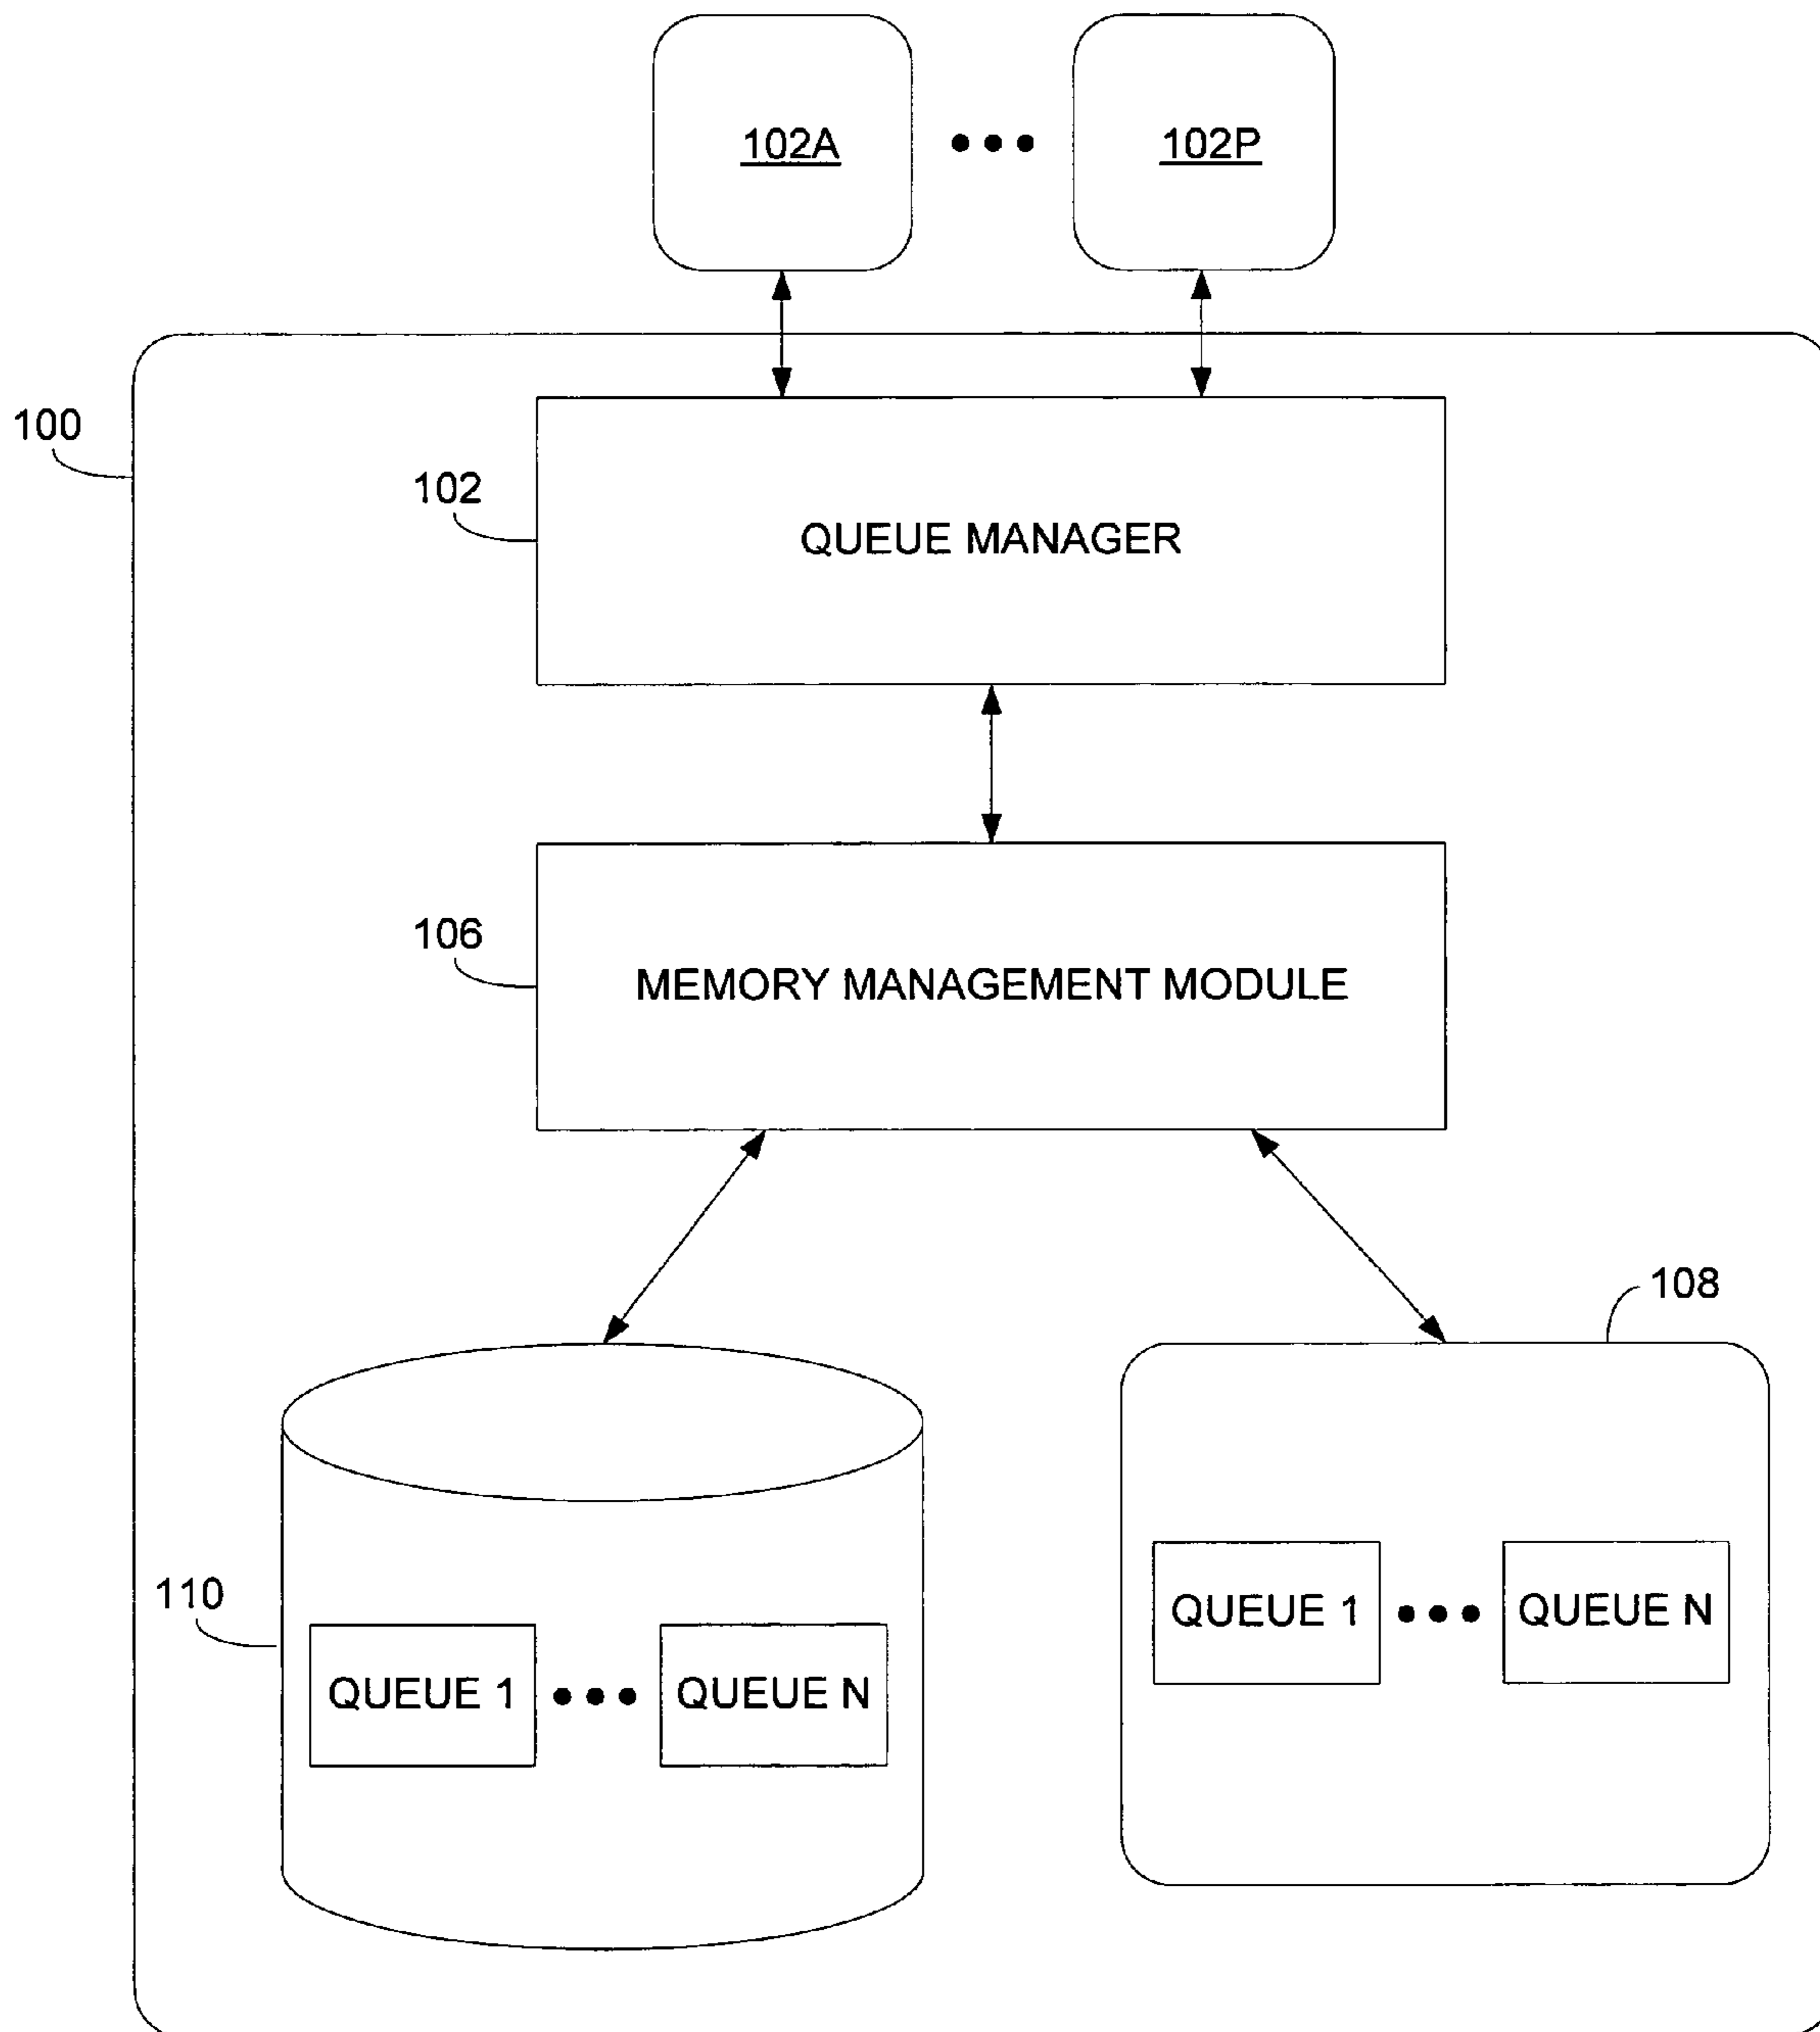 102A
102P
100
102
QUEUE MANAGER
106
MEMORY MANAGEMENT MODULE
108
110
QUEUE 1
QUEUE N
QUEUE 1
QUEUE N